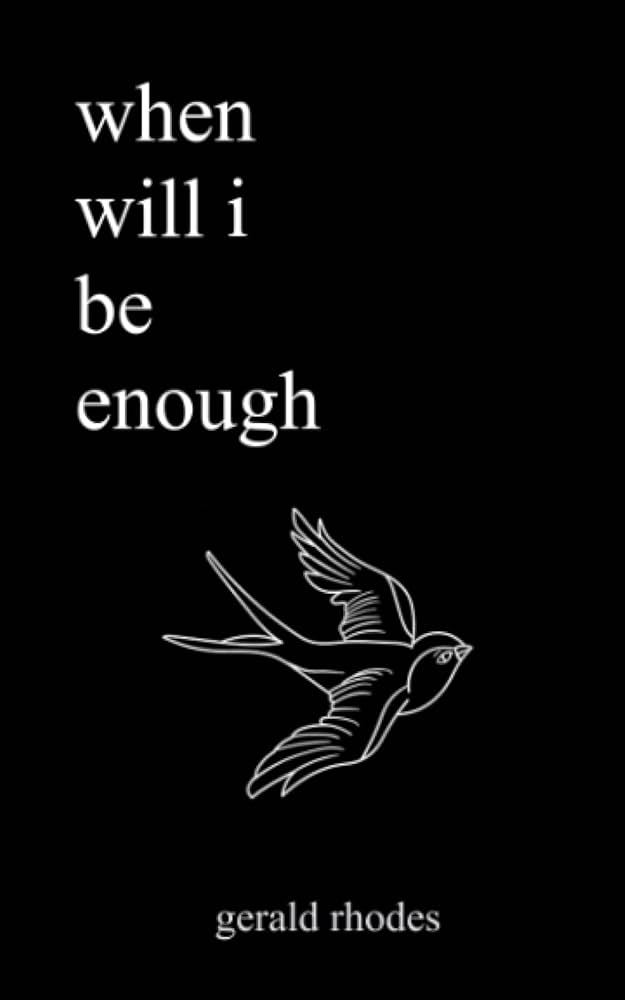 when
will i
be
enough
gerald rhodes